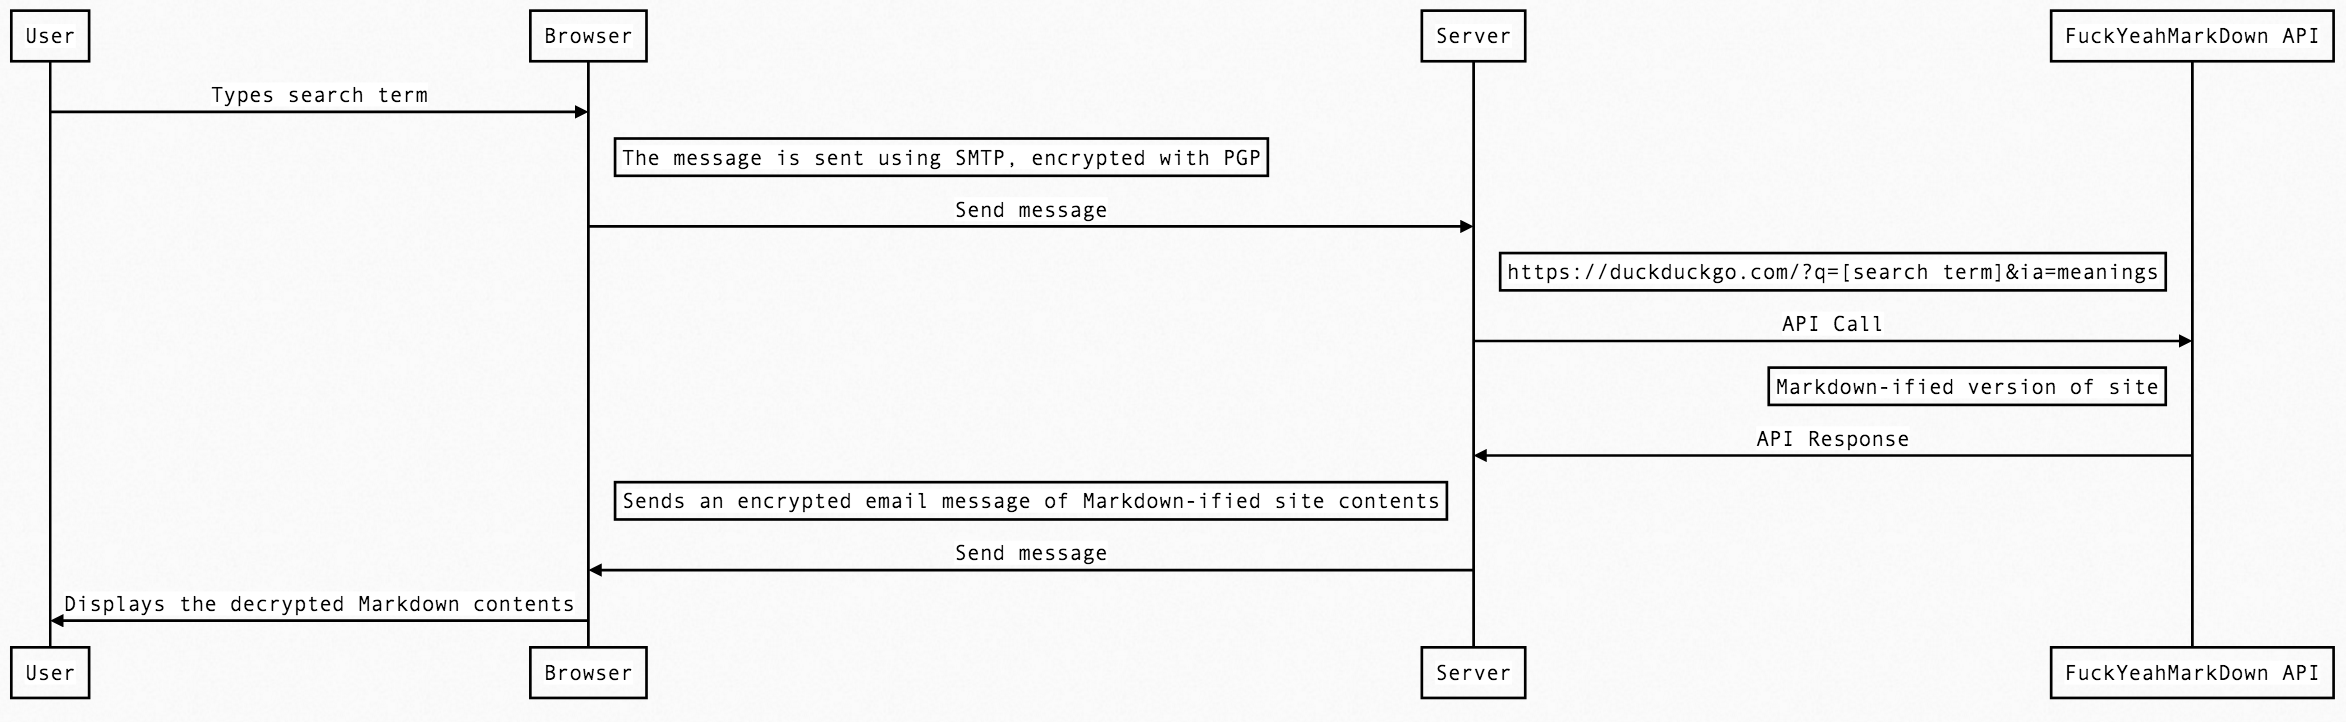 User
Browser
Server
FuckYeahMarkDown API
Types search term
The message is sent using SMTP, encrypted with PGP
Send message
https://duckduckgo.com/?q=[search term]&ia=meanings
API Call
Markdown-ified version of site
API Response
Sends an encrypted email message of Markdown-ified site contents
Send message
Displays the decrypted Markdown contents
User
Browser
Server
FuckYeahMarkDown API